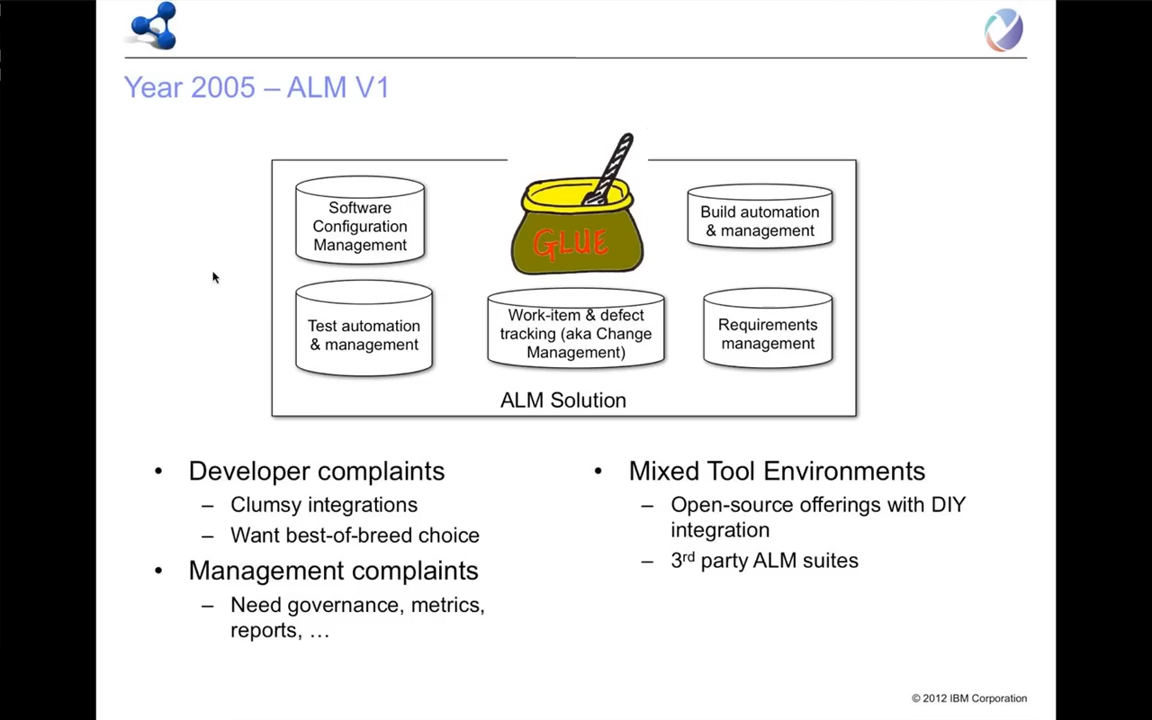 Year 2005 – ALM V1
Software
Configuration
Management
GLUE
Build automation
& management
Test automation
& management
Work-item & defect
tracking (aka Change
Management)
Requirements
management
ALM Solution
• Developer complaints
– Clumsy integrations
– Want best-of-breed choice
• Management complaints
– Need governance, metrics,
reports, …
• Mixed Tool Environments
– Open-source offerings with DIY
integration
– 3rd party ALM suites
© 2012 IBM Corporation